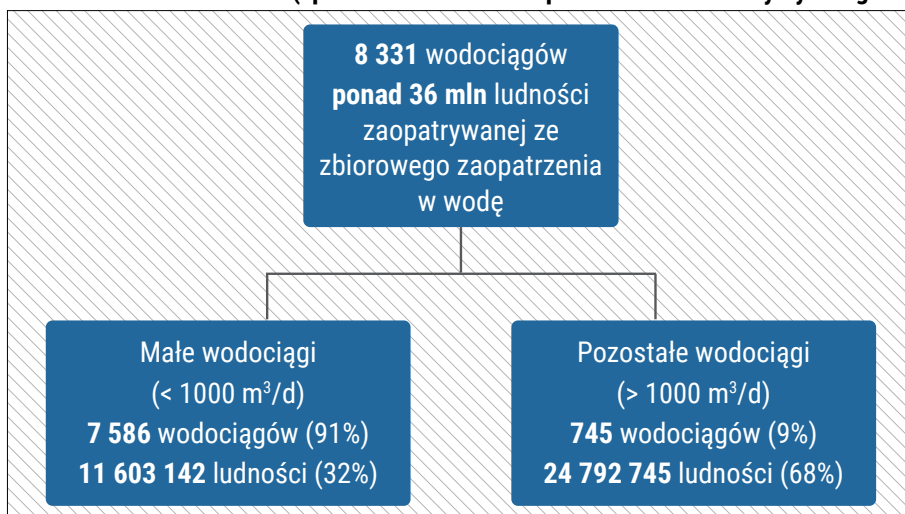 8 331 wodociągów
ponad 36 mln ludności
zaopatrywanej ze
zbiorowego zaopatrzenia
w wodę
Małe wodociągi
(< 1000 m³/d)
7 586 wodociągów (91%)
11 603 142 ludności (32%)
Pozostałe wodociągi
(> 1000 m³/d)
745 wodociągów (9%)
24 792 745 ludności (68%)